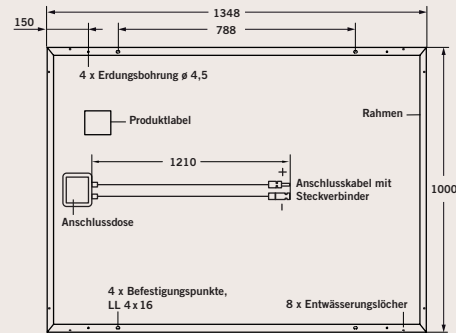 1348
150
788
4 x Erdungsbohrung ø 4,5
Produktlabel
Rahmen
1210
+
Anschlusskabel mit
Steckverbinder
1000
–
Anschlussdose
4 x Befestigungspunkte,
LL 4 x 16
8 x Entwässerungslöcher